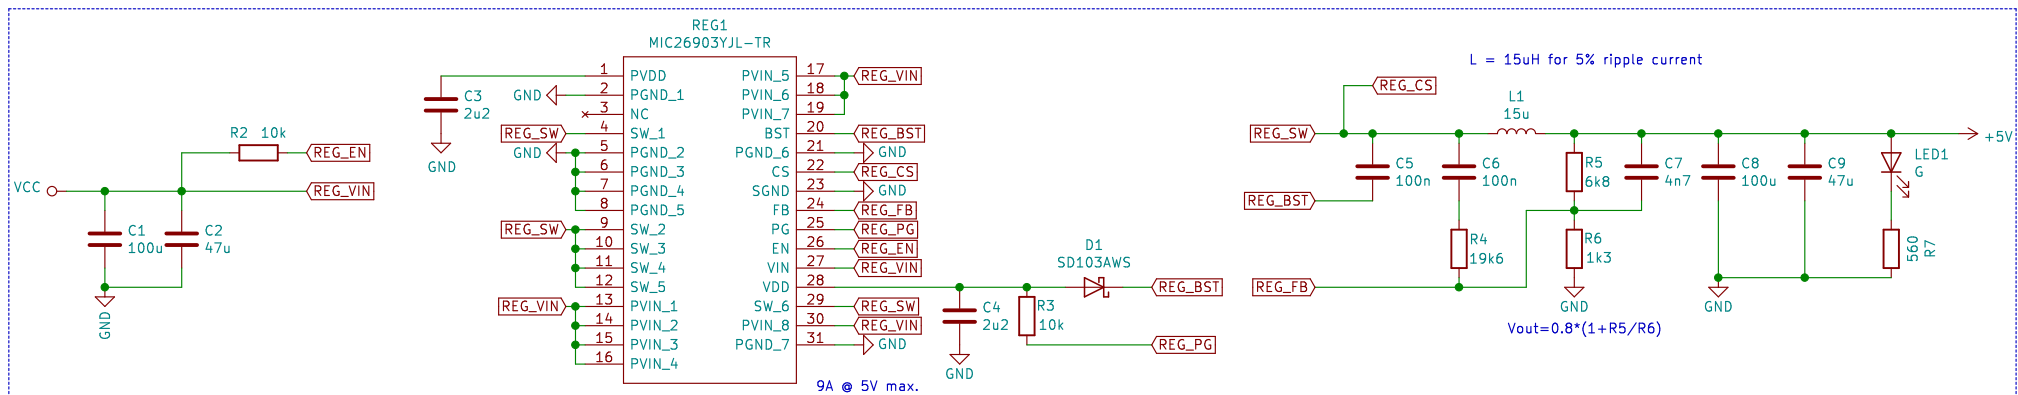 VCC
R2 10k
REG_EN
REG_VIN
C1
100u
C2
47u
GND
C3
2u2
GND
REG1
MIC26903YJL-TR
GND
REG_SW
GND
REG_SW
REG_VIN
1 PVDD
2 PGND_1
3 NC
4 SW_1
5 PGND_2
6 PGND_3
7 PGND_4
8 PGND_5
9 SW_2
10 SW_3
11 SW_4
12 SW_5
13 PVIN_1
14 PVIN_2
15 PVIN_3
16 PVIN_4
PVIN_5 17 REG_VIN
PVIN_6 18
PVIN_7 19
BST 20 REG_BST
PGND_6 21 GND
CS 22 REG_CS
SGND 23 GND
FB 24 REG_FB
PG 25 REG_PG
EN 26 REG_EN
VIN 27 REG_VIN
VDD 28
SW_6 29 REG_SW
PVIN_8 30 REG_VIN
PGND_7 31 GND
9A @ 5V max.
C4
2u2
GND
R3
10k
D1
SD103AWS
REG_BST
REG_PG
L = 15uH for 5% ripple current
REG_CS
REG_SW
REG_BST
REG_FB
L1
15u
C5
100n
C6
100n
R4
19k6
R5
6k8
R6
1k3
GND
C7
4n7
C8
100u
C9
47u
GND
LED1
G
560
R7
+5V
Vout=0.8*(1+R5/R6)